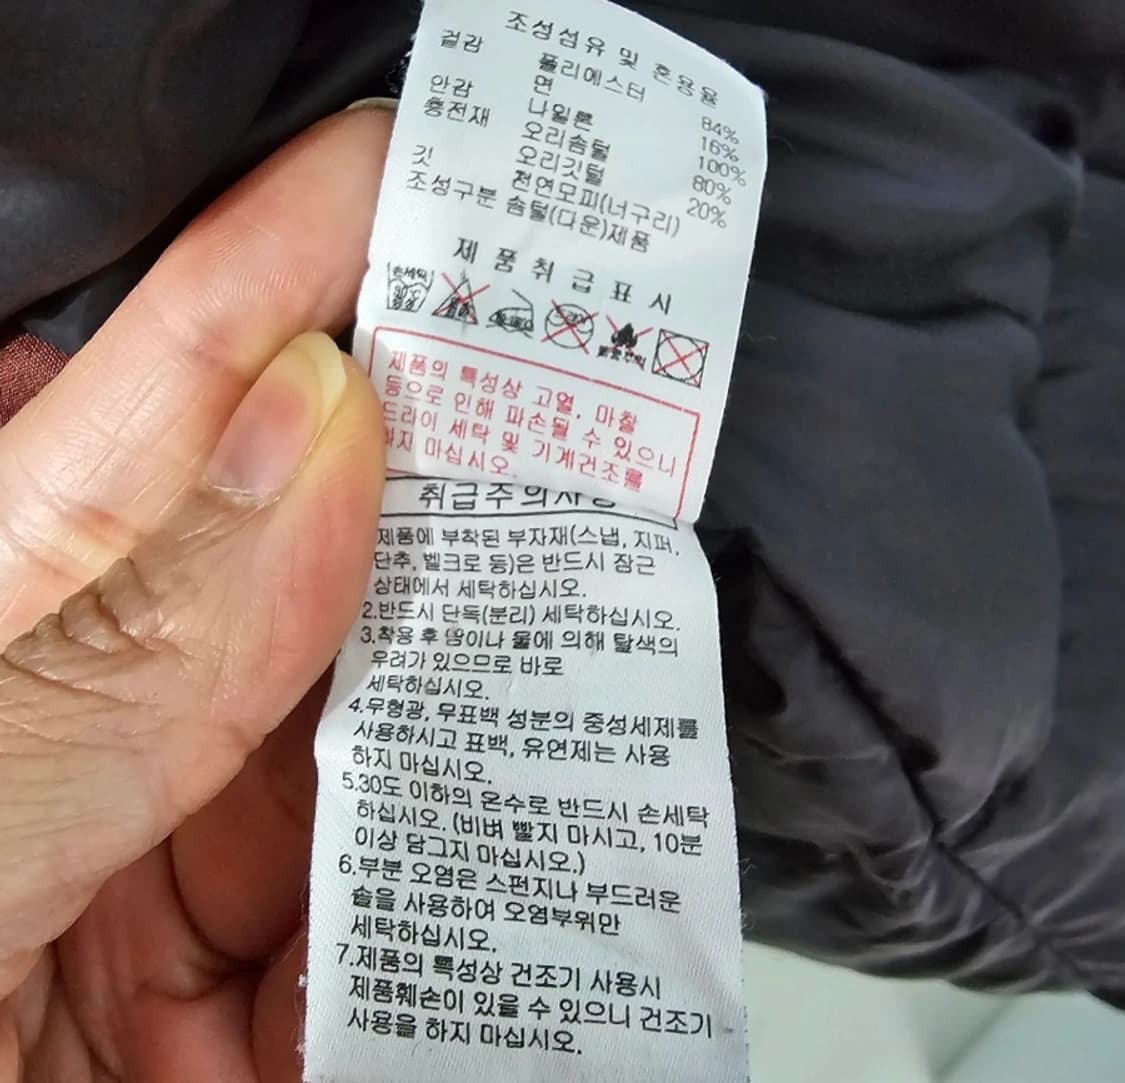 조성섬유 및 혼용율
겉감 폴리에스터 84%
면 16%
안감 나일론 100%
충전재 오리솜털 80%
오리깃털 20%
깃 천연모피(너구리)
조성구분 솜털(다운)제품
제품취급표시
손세탁
30℃
중성
제품의 특성상 고열, 마찰
등으로 인해 파손될 수 있으니
드라이 세탁 및 기계건조를
하지 마십시오.
취급주의사항
제품에 부착된 부자재(스냅, 지퍼,
단추, 벨크로 등)은 반드시 잠근
상태에서 세탁하십시오.
2.반드시 단독(분리) 세탁하십시오.
3.착용 후 땀이나 물에 의해 탈색의
우려가 있으므로 바로
세탁하십시오.
4.무형광, 무표백 성분의 중성세제를
사용하시고 표백, 유연제는 사용
하지 마십시오.
5.30도 이하의 온수로 반드시 손세탁
하십시오. (비벼 빨지 마시고, 10분
이상 담그지 마십시오.)
6.부분 오염은 스펀지나 부드러운
솔을 사용하여 오염부위만
세탁하십시오.
7.제품의 특성상 건조기 사용시
제품훼손이 있을 수 있으니 건조기
사용을 하지 마십시오.